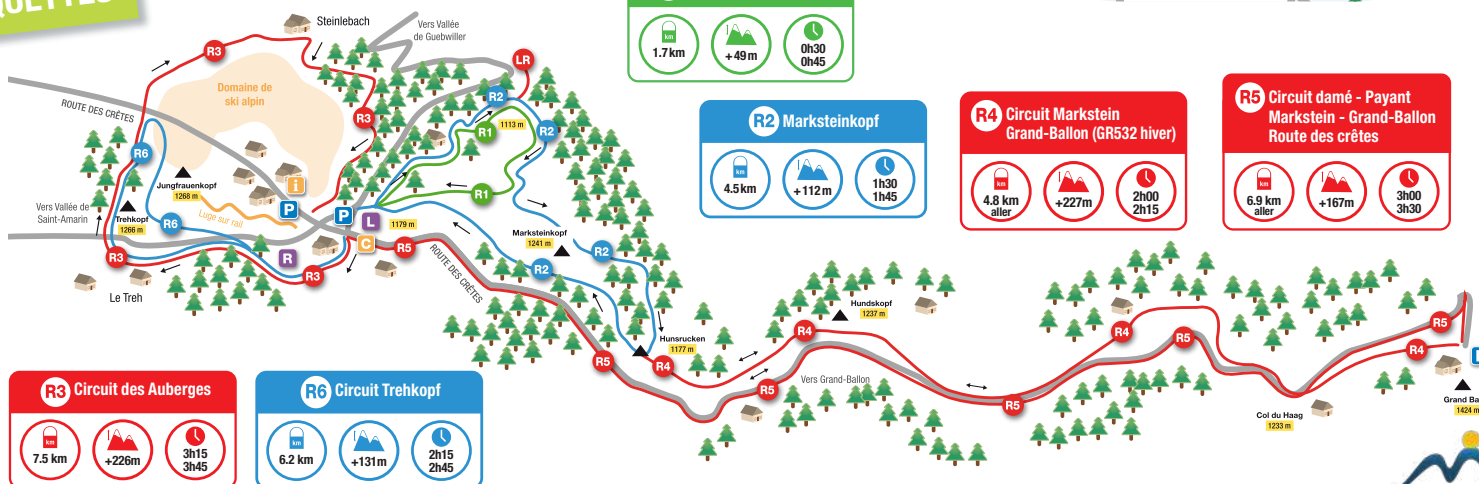 Steinlebach
Vers Vallée
de Guebwiller
R3
LR
Domaine de
ski alpin
ROUTE DES CRÊTES
R3
R2
R1
1113 m
R2
R6
Jungfrauenkopf
1268 m
i
P
P
R1
Vers Vallée de
Saint-Amarin
Trehkopf
1266 m
R6
Luge sur rail
L
1179 m
C
R5
R
R3
R3
Le Treh
ROUTE DES CRÊTES
Marksteinkopf
1241 m
R2
R2
Hunsrucken
1177 m
R4
R5
Hundskopf
1237 m
R4
R5
Vers Grand-Ballon
R4
R5
R5
Col du Haag
1233 m
R5
R4
Grand Ba
1424 m
km
1.7 km
+49 m
0h30
0h45
R2 Marksteinkopf
km
4.5 km
+112 m
1h30
1h45
R4 Circuit Markstein
Grand-Ballon (GR532 hiver)
km
4.8 km
aller
+227m
2h00
2h15
R5 Circuit damé - Payant
Markstein - Grand-Ballon
Route des crêtes
km
6.9 km
aller
+167m
3h00
3h30
R3 Circuit des Auberges
km
7.5 km
+226m
3h15
3h45
R6 Circuit Trehkopf
km
6.2 km
+131m
2h15
2h45